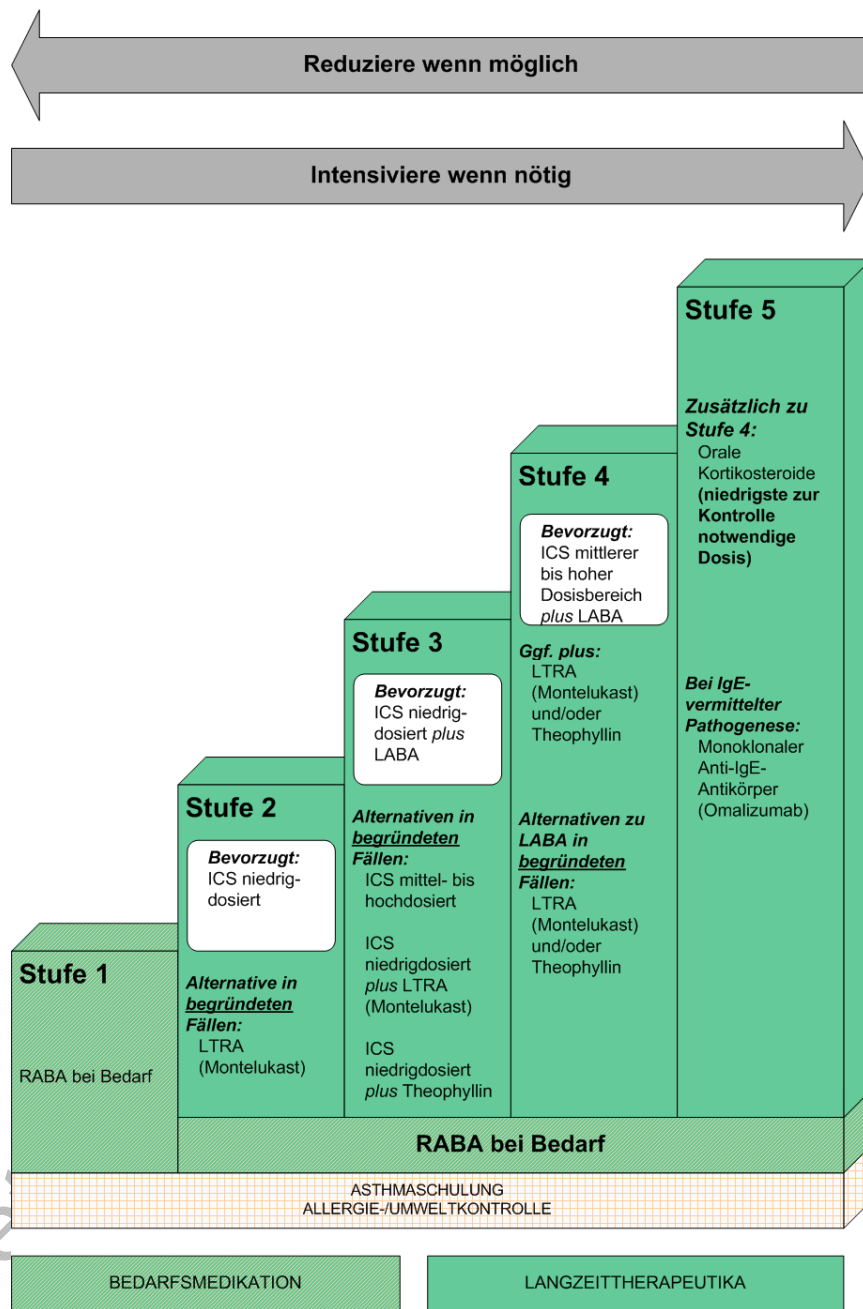 Reduziere wenn möglich
Intensiviere wenn nötig
Stufe 1
RABA bei Bedarf
Stufe 2
Bevorzugt:
ICS niedrig-
dosiert
Alternative in
begründeten
Fällen:
LTRA
(Montelukast)
Stufe 3
Bevorzugt:
ICS niedrig-
dosiert plus
LABA
Alternativen in
begründeten
Fällen:
ICS mittel- bis
hochdosiert
ICS
niedrigdosiert
plus LTRA
(Montelukast)
ICS
niedrigdosiert
plus Theophyllin
Stufe 4
Bevorzugt:
ICS mittlerer
bis hoher
Dosisbereich
plus LABA
Ggf. plus:
LTRA
(Montelukast)
und/oder
Theophyllin
Alternativen zu
LABA in
begründeten
Fällen:
LTRA
(Montelukast)
und/oder
Theophyllin
Stufe 5
Zusätzlich zu
Stufe 4:
Orale
Kortikosteroide
(niedrigste zur
Kontrolle
notwendige
Dosis)
Bei IgE-
vermittelter
Pathogenese:
Monoklonaler
Anti-IgE-
Antikörper
(Omalizumab)
RABA bei Bedarf
ASTHMASCHULUNG
ALLERGIE-/UMWELTKONTROLLE
BEDARFSMEDIKATION
LANGZEITTHERAPEUTIKA